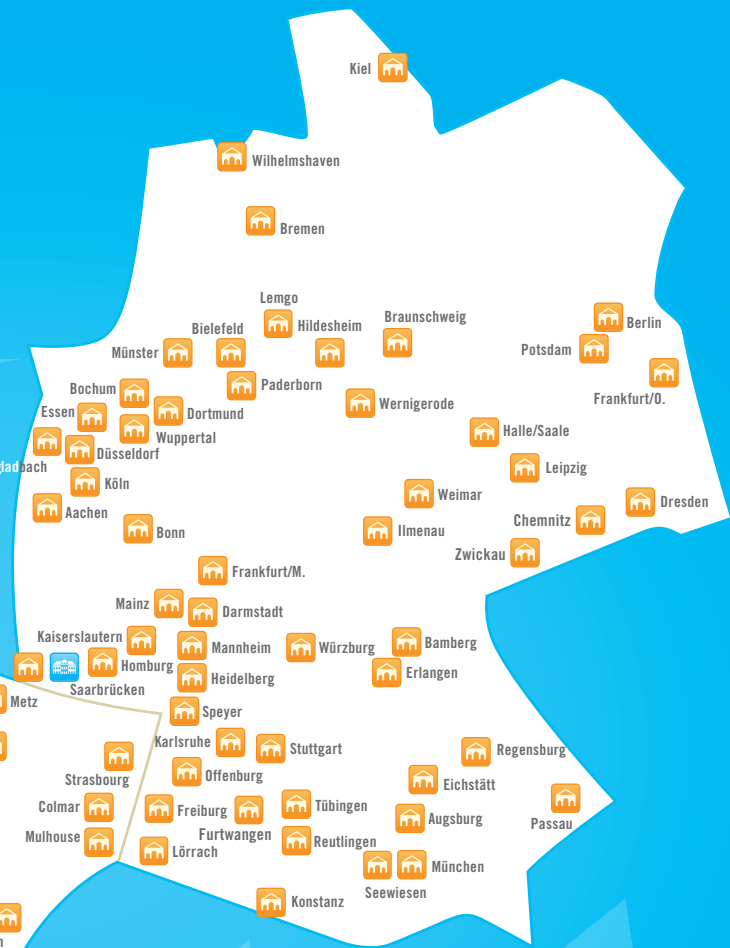 Kiel
Wilhelmshaven
Bremen
Lemgo
Bielefeld
Hildesheim
Braunschweig
Berlin
Münster
Potsdam
Bochum
Paderborn
Frankfurt/O.
Essen
Dortmund
Wernigerode
Wuppertal
Halle/Saale
Düsseldorf
gladbach
Leipzig
Köln
Weimar
Aachen
Dresden
Chemnitz
Bonn
Ilmenau
Zwickau
Frankfurt/M.
Mainz
Darmstadt
Kaiserslautern
Mannheim
Würzburg
Bamberg
Homburg
Erlangen
Heidelberg
Saarbrücken
Metz
Speyer
Karlsruhe
Stuttgart
Regensburg
Strasbourg
Offenburg
Eichstätt
Colmar
Freiburg
Tübingen
Augsburg
Passau
Furtwangen
Mulhouse
Reutlingen
Lörrach
München
Seewiesen
Konstanz
n